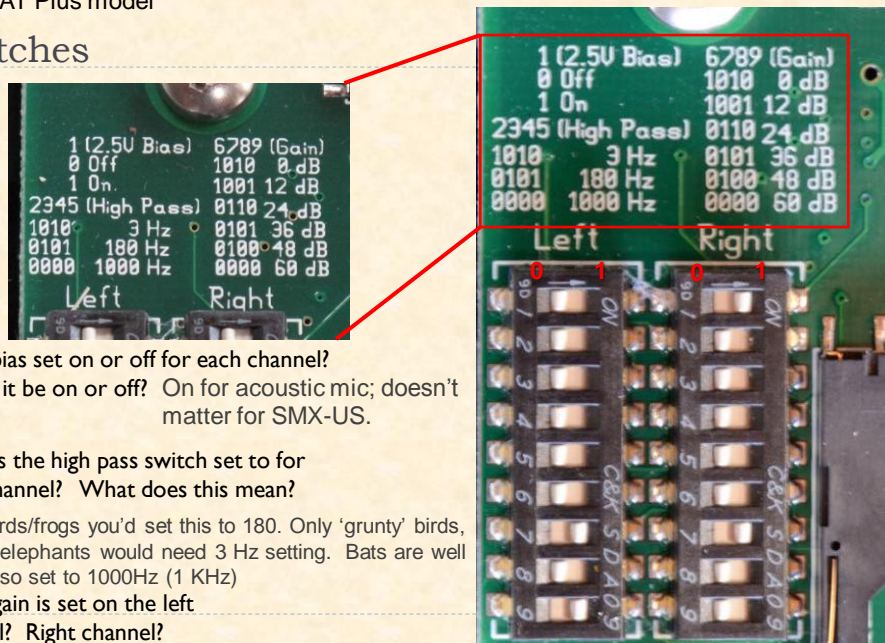 AT Plus model
tches
1 (2.5V Bias) 6789 (Gain)
0 Off 1010 0 dB
1 On. 1001 12 dB
2345 (High Pass) 0110 24 dB
1010 3 Hz 0101 36 dB
0101 180 Hz 0100 48 dB
0000 1000 Hz 0000 60 dB
Left Right
1 (2.5V Bias) 6789 (Gain)
0 Off 1010 0 dB
1 On 1001 12 dB
2345 (High Pass) 0110 24 dB
1010 3 Hz 0101 36 dB
0101 180 Hz 0100 48 dB
0000 1000 Hz 0000 60 dB
Left Right
0 1 0 1
9D ON 1 2 3 4 5 6 7 8 9 C&K SDA09
9D ON 1 2 3 4 5 6 7 8 9 C&K SDA09
bias set on or off for each channel?
it be on or off? On for acoustic mic; doesn't
matter for SMX-US.
s the high pass switch set to for
hannel? What does this mean?
rds/frogs you'd set this to 180. Only 'grunty' birds,
elephants would need 3 Hz setting. Bats are well
so set to 1000Hz (1 KHz)
gain is set on the left
l? Right channel?